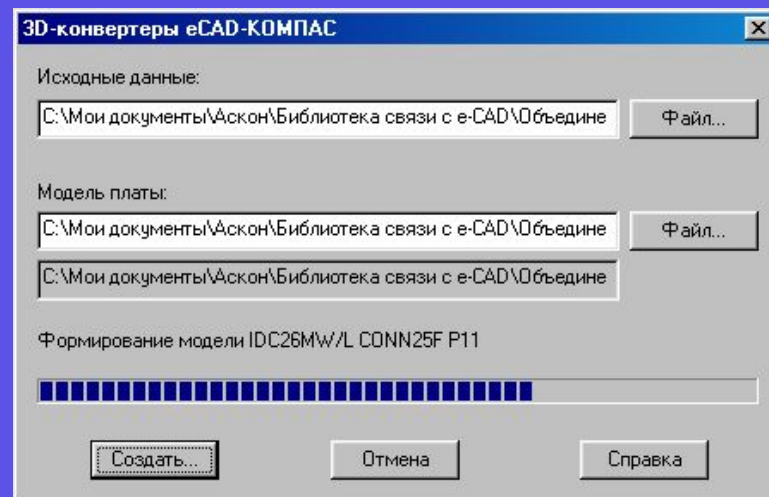 3D-конвертеры eCAD-КОМПАС
Исходные данные:
C:\Мои документы\Аскон\Библиотека связи с e-CAD\Объедине
Файл...
Модель платы:
C:\Мои документы\Аскон\Библиотека связи с e-CAD\Объедине
Файл...
C:\Мои документы\Аскон\Библиотека связи с e-CAD\Объедине
Формирование модели IDC26MW/L CONN25F P11
Создать... Отмена Справка